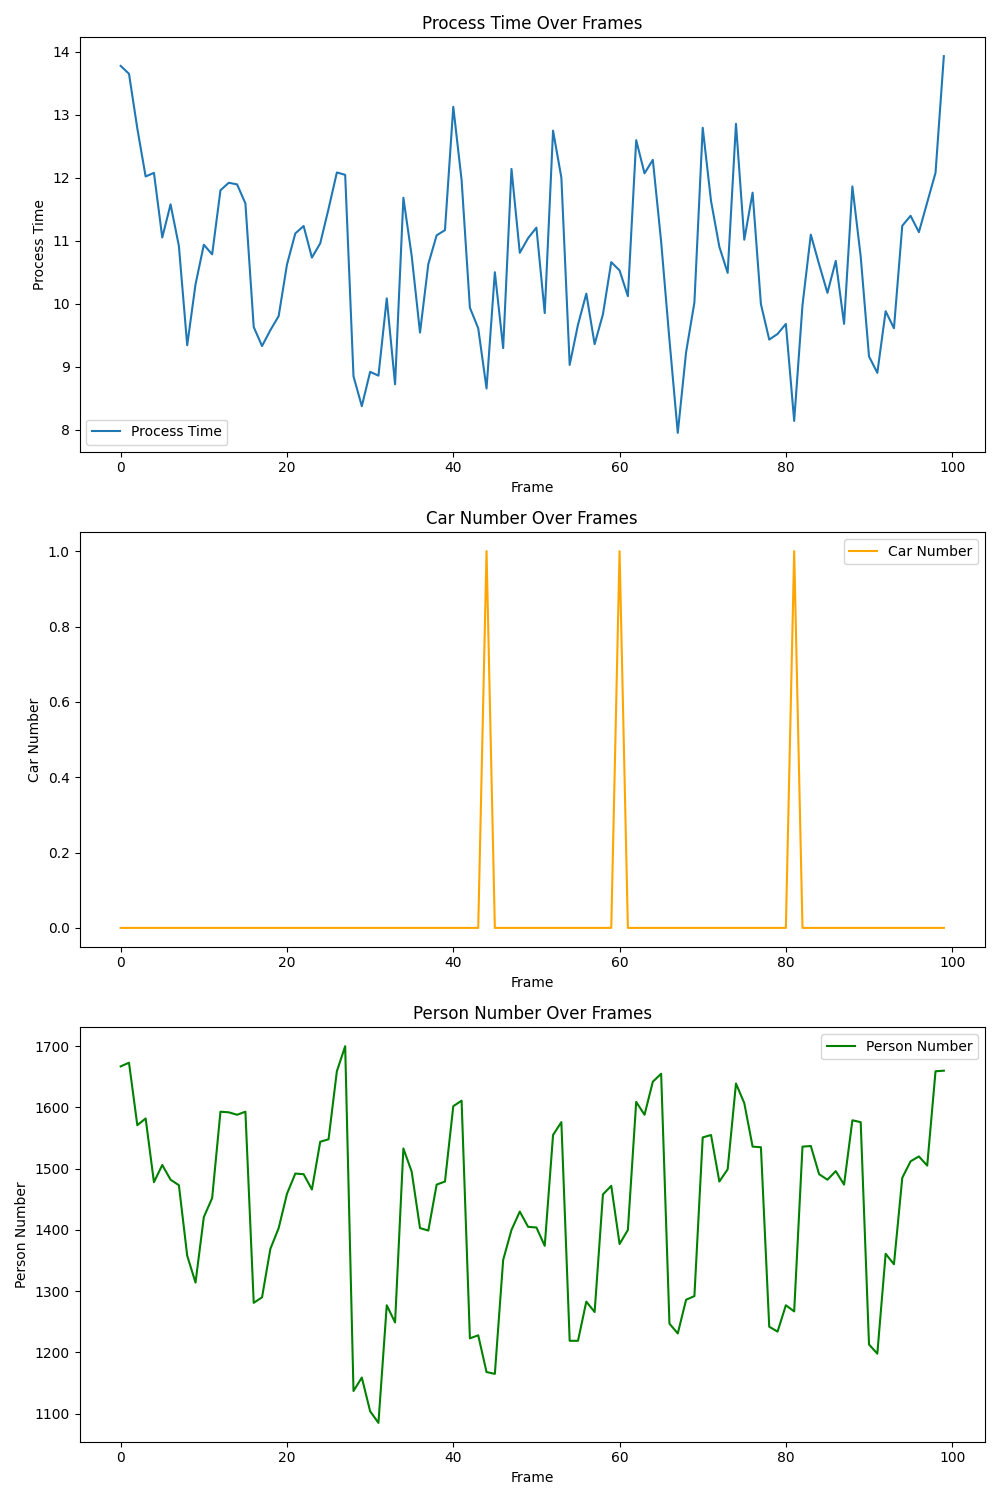 Process Time Over Frames
14
13
12
11
10
9
8
Process Time
Process Time
0 20 40 60 80 100
Frame
Car Number Over Frames
1.0
0.8
0.6
0.4
0.2
0.0
Car Number
Car Number
0 20 40 60 80 100
Frame
Person Number Over Frames
1700
1600
1500
1400
1300
1200
1100
Person Number
Person Number
0 20 40 60 80 100
Frame